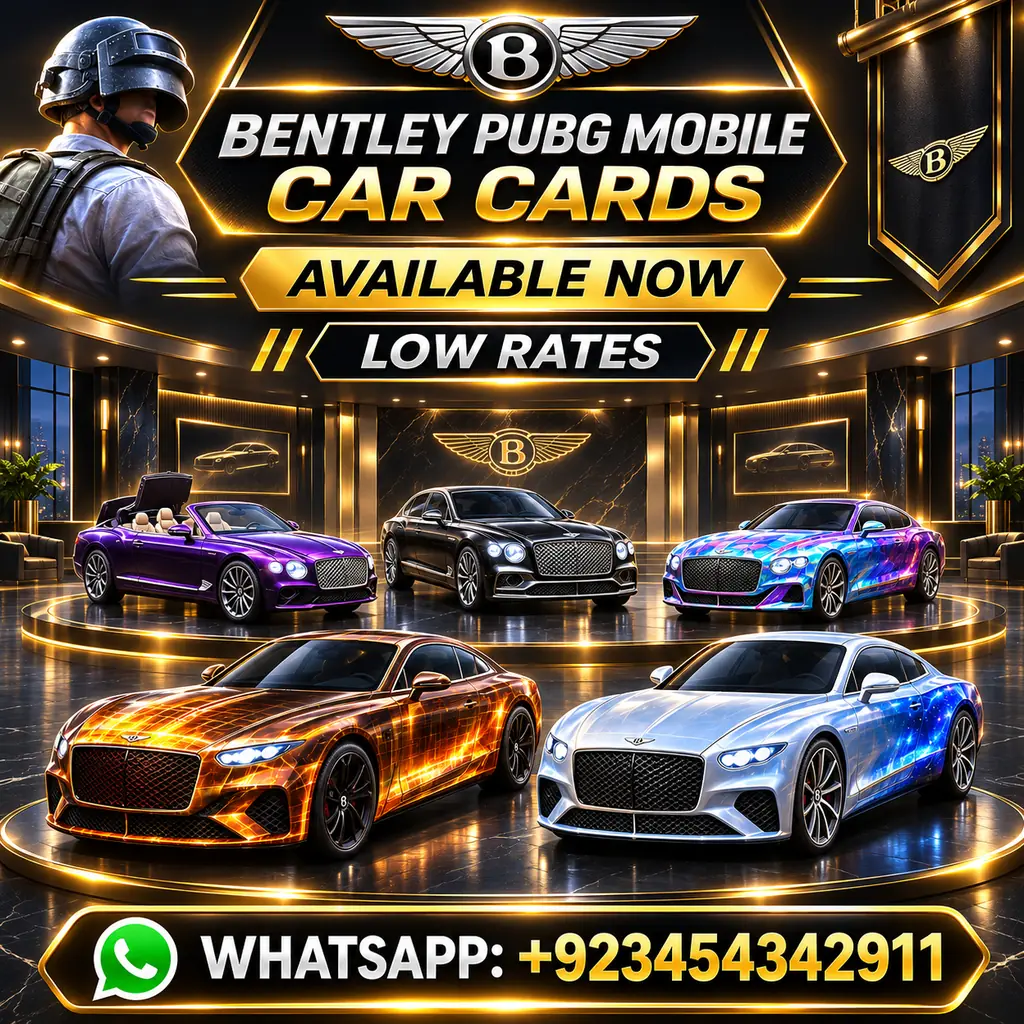 B
BENTLEY PUBG MOBILE
CAR CARDS
B
AVAILABLE NOW
LOW RATES
B
WHATSAPP: +923454342911